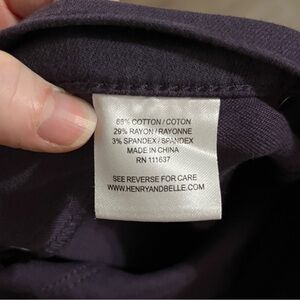 68% COTTON / COTON
29% RAYON / RAYONNE
3% SPANDEX / SPANDEX
MADE IN CHINA
RN 111637
SEE REVERSE FOR CARE
WWW.HENRYANDBELLE.COM